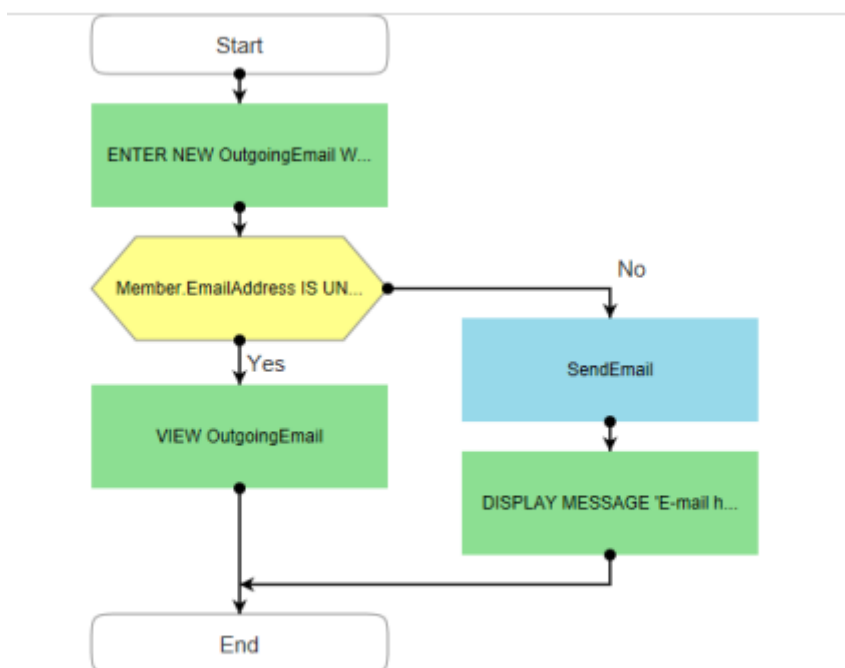 Start
ENTER NEW OutgoingEmail W...
Member.EmailAddress IS UN...
No
Yes
SendEmail
VIEW OutgoingEmail
DISPLAY MESSAGE "E-mail h...
End